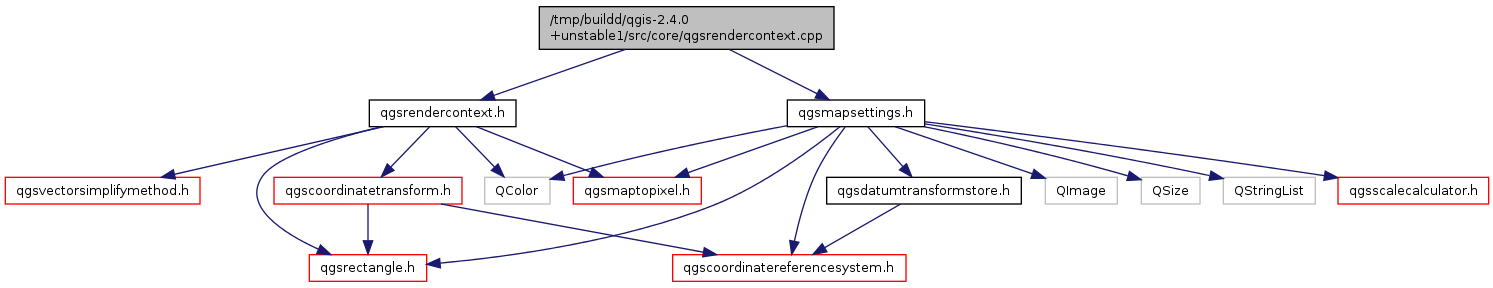 /tmp/buildd/qgis-2.4.0
+unstable1/src/core/qgsrendercontext.cpp
qgsrendercontext.h
qgsmapsettings.h
qgsvectorsimplifymethod.h
qgscoordinatetransform.h
QColor
qgsmaptopixel.h
qgsdatumtransformstore.h
QImage
QSize
QStringList
qgsscalecalculator.h
qgsrectangle.h
qgscoordinatereferencesystem.h